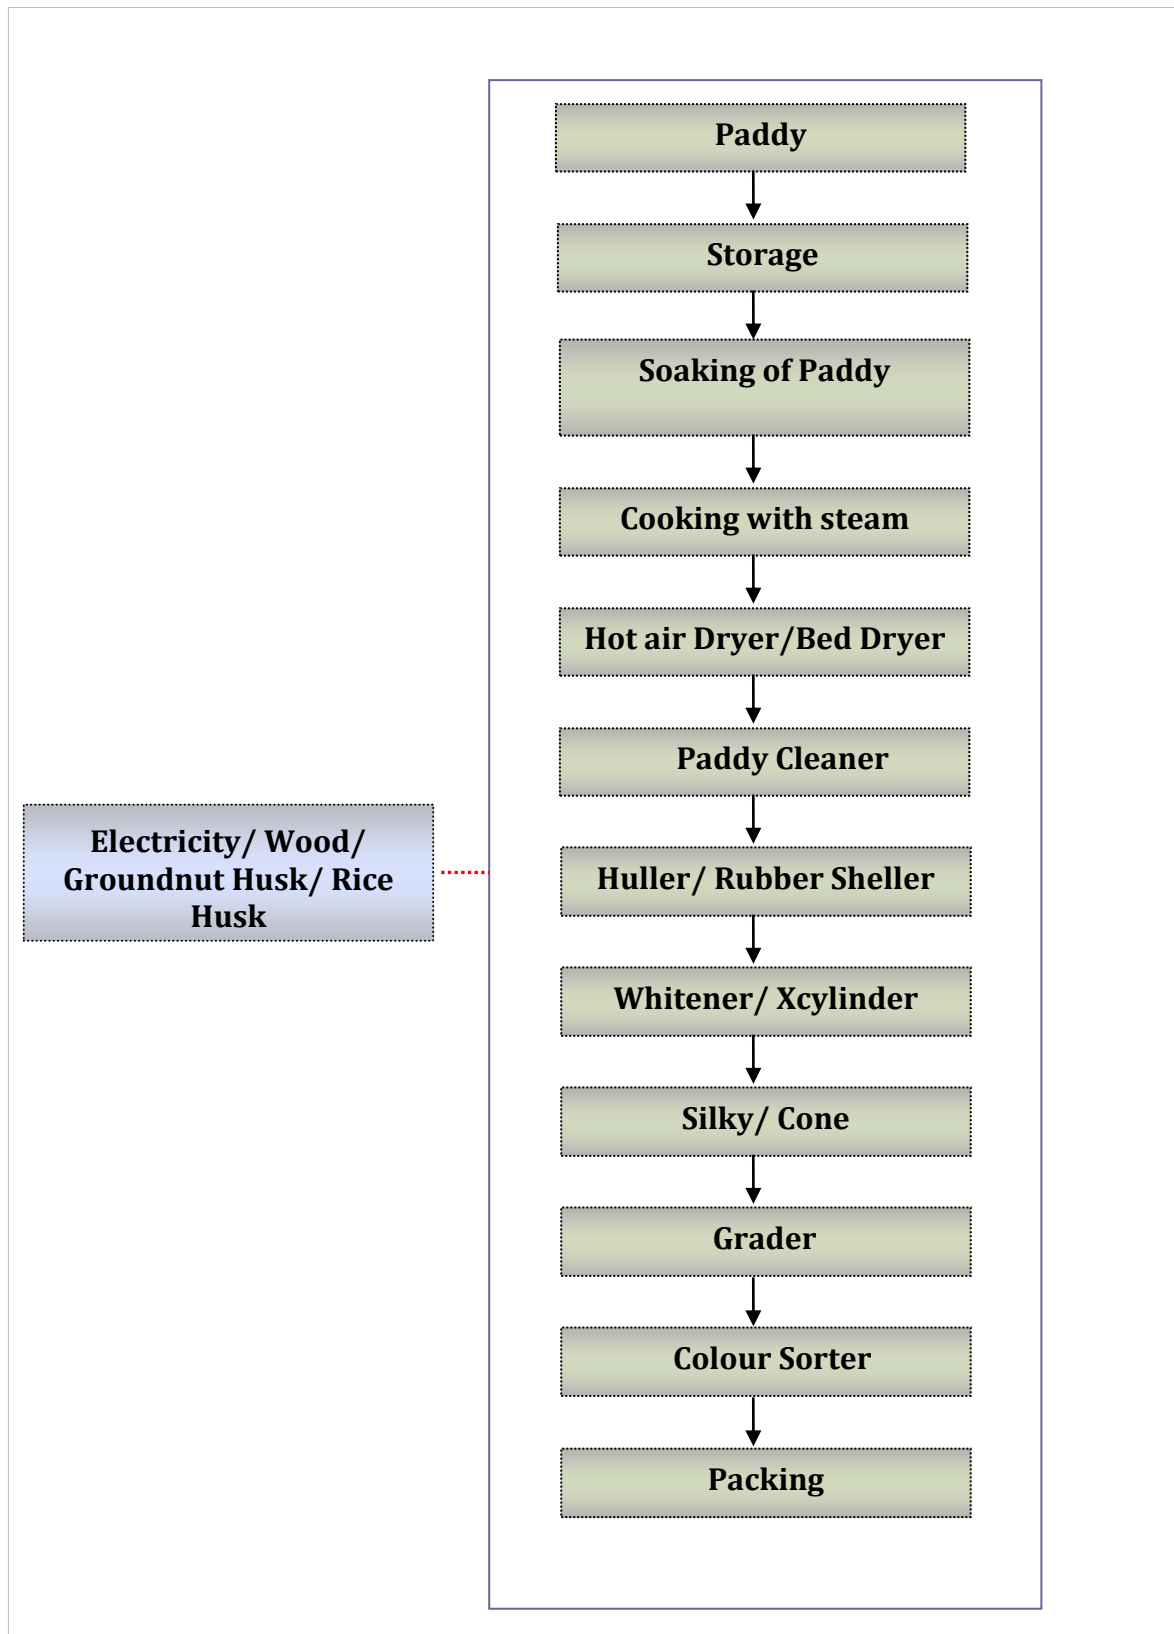 Paddy
Storage
Soaking of Paddy
Cooking with steam
Hot air Dryer/Bed Dryer
Paddy Cleaner
Electricity/ Wood/
Groundnut Husk/ Rice
Husk
Huller/ Rubber Sheller
Whitener/ Xcylinder
Silky/ Cone
Grader
Colour Sorter
Packing